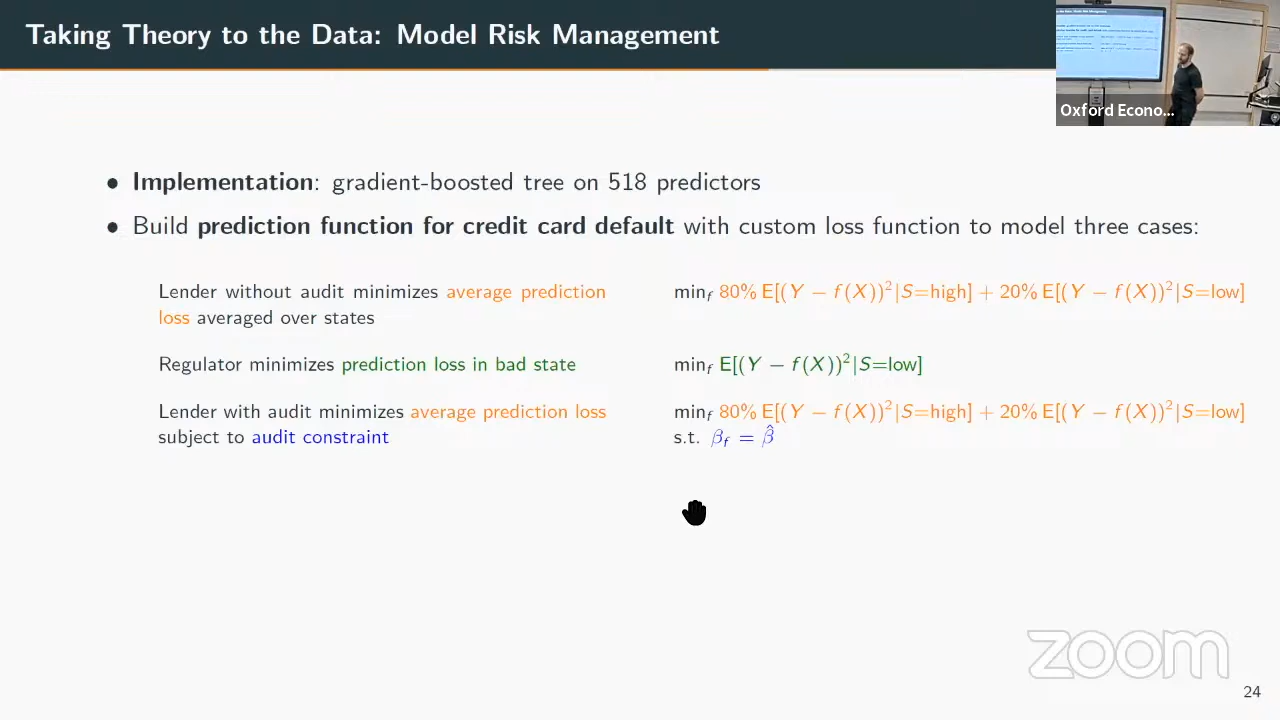 Taking Theory to the Data: Model Risk Management
Oxford Econo...
• Implementation: gradient-boosted tree on 518 predictors
• Build prediction function for credit card default with custom loss function to model three cases:
Lender without audit minimizes average prediction
loss averaged over states
min_f 80% E[(Y − f(X))²|S=high] + 20% E[(Y − f(X))²|S=low]
Regulator minimizes prediction loss in bad state
min_f E[(Y − f(X))²|S=low]
Lender with audit minimizes average prediction loss
subject to audit constraint
min_f 80% E[(Y − f(X))²|S=high] + 20% E[(Y − f(X))²|S=low]
s.t. β_f = β̂
zoom
24